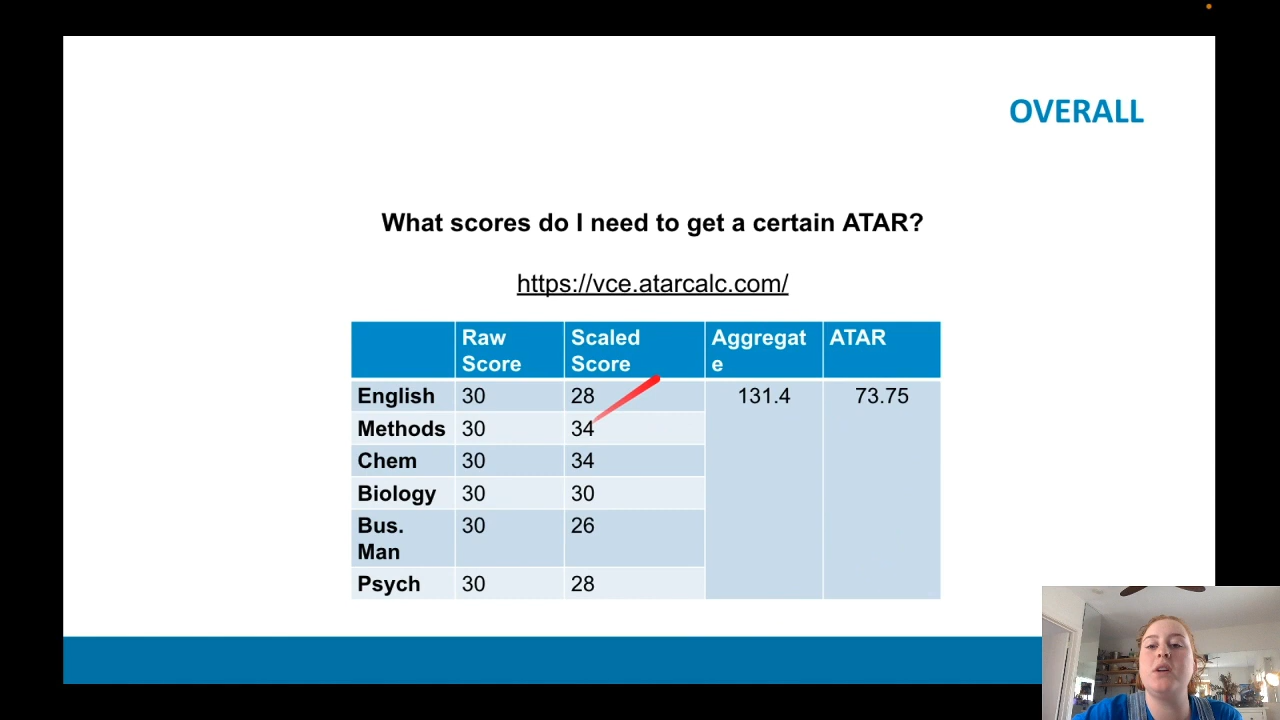 OVERALL
What scores do I need to get a certain ATAR?
https://vce.atarcalc.com/
Raw Score Scaled Score Aggregate ATAR
English 30 28 131.4 73.75
Methods 30 34
Chem 30 34
Biology 30 30
Bus. Man 30 26
Psych 30 28